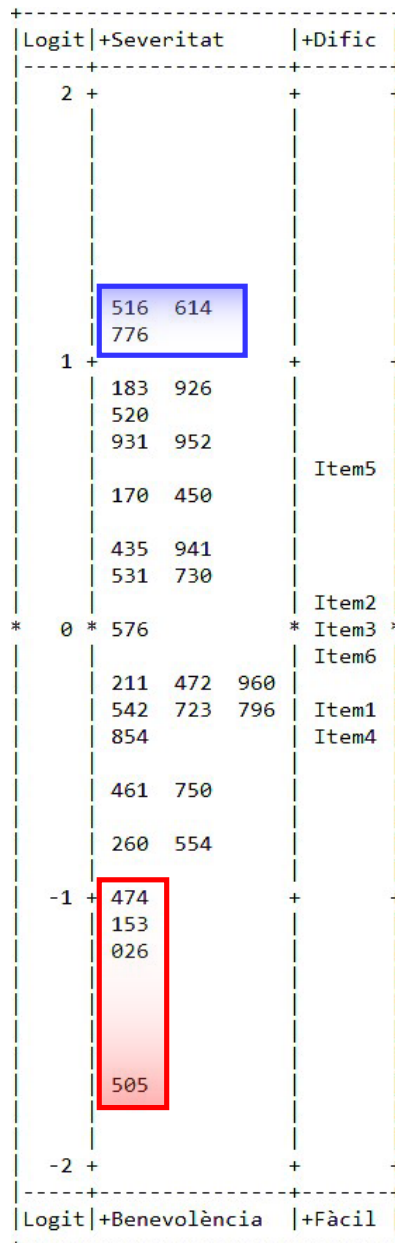 +-----------------------------
|Logit|+Severitat |+Dific |
|-----+---------------+-------
| 2 + + +
516 614
776
1 + + +
183 926
520
931 952
Item5
170 450
435 941
531 730
Item2
* 0 * 576 * Item3 *
Item6
211 472 960
542 723 796 | Item1
854 | Item4
461 750
260 554
-1 + 474 + +
153
026
505
-2 + + +
|-----+---------------+-------
|Logit|+Benevolència |+Fàcil |